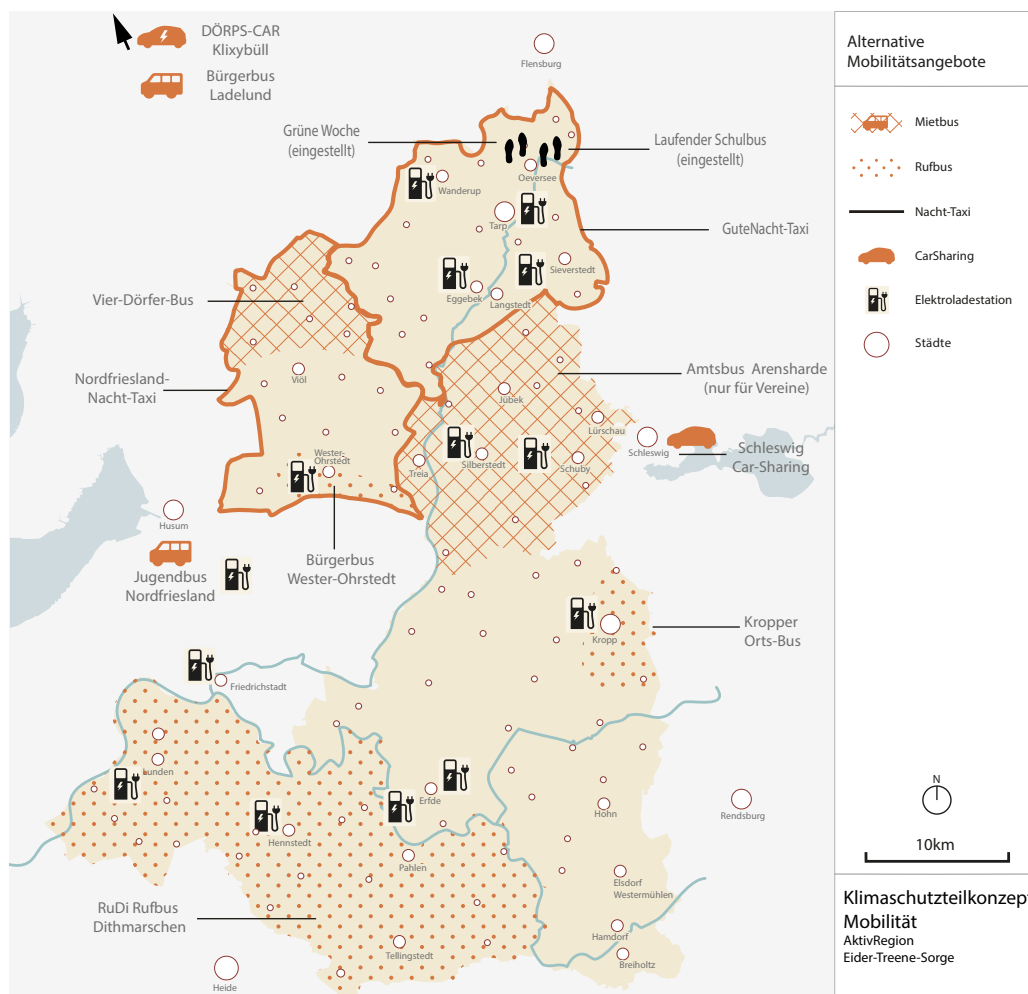 DÖRPS-CAR
Klixybüll
Bürgerbus
Ladelund
Flensburg
Grüne Woche
(eingestellt)
Laufender Schulbus
(eingestellt)
Oeversee
Wanderup
Tarp
GuteNacht-Taxi
Sieverstedt
Eggebek
Langstedt
Vier-Dörfer-Bus
Nordfriesland-
Nacht-Taxi
Viöl
Amtsbus Arensharde
(nur für Vereine)
Jübek
Lürschau
Schleswig
Schleswig
Car-Sharing
Wester-
Ohrstedt
Treia
Silberstedt
Schuby
Husum
Jugendbus
Nordfriesland
Bürgerbus
Wester-Ohrstedt
Kropp
Kropper
Orts-Bus
Friedrichstadt
Lunden
Erfde
Hohn
Rendsburg
Hennstedt
Pahlen
Elsdorf
Westermühlen
RuDi Rufbus
Dithmarschen
Hamdorf
Tellingstedt
Breiholtz
Heide
Alternative
Mobilitätsangebote
Mietbus
Rufbus
Nacht-Taxi
CarSharing
Elektroladestation
Städte
N
10km
Klimaschutzteilkonzept
Mobilität
AktivRegion
Eider-Treene-Sorge